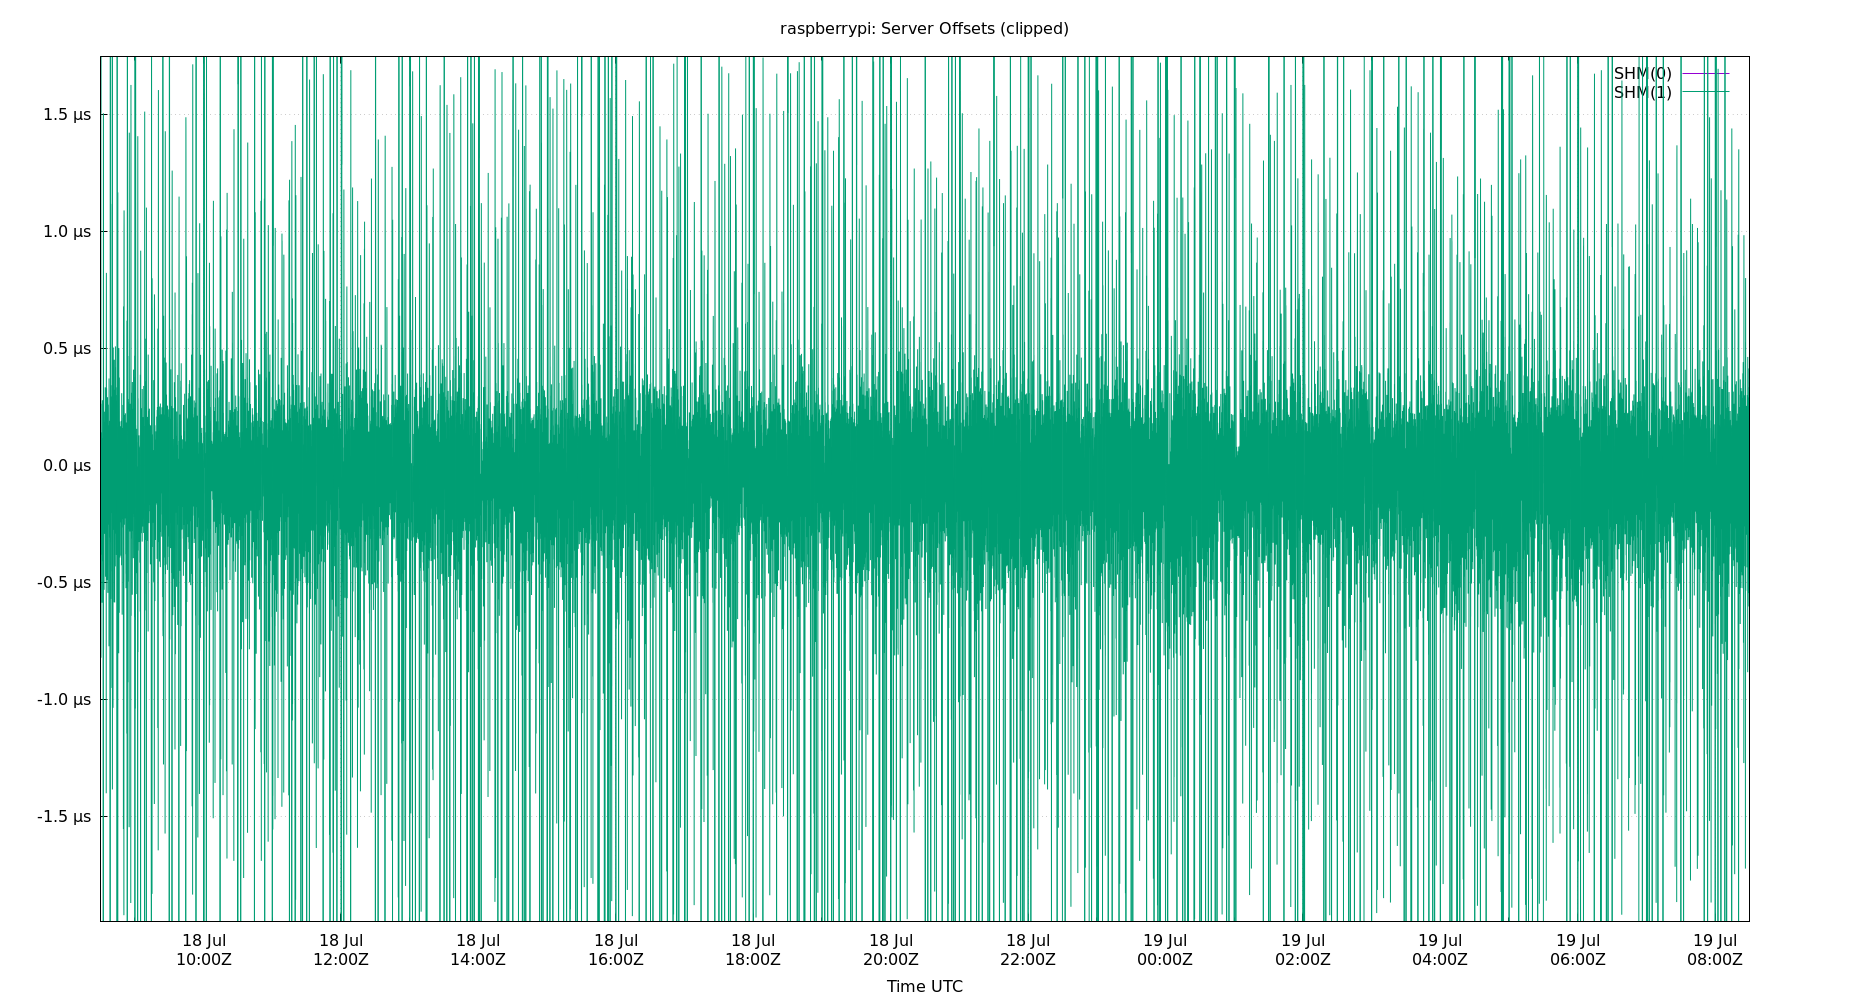 raspberrypi: Server Offsets (clipped)
SHM(0)
SHM(1)
1.5 µs
1.0 µs
0.5 µs
0.0 µs
-0.5 µs
-1.0 µs
-1.5 µs
18 Jul 18 Jul 18 Jul 18 Jul 18 Jul 18 Jul 18 Jul 19 Jul 19 Jul 19 Jul 19 Jul 19 Jul
10:00Z 12:00Z 14:00Z 16:00Z 18:00Z 20:00Z 22:00Z 00:00Z 02:00Z 04:00Z 06:00Z 08:00Z
Time UTC